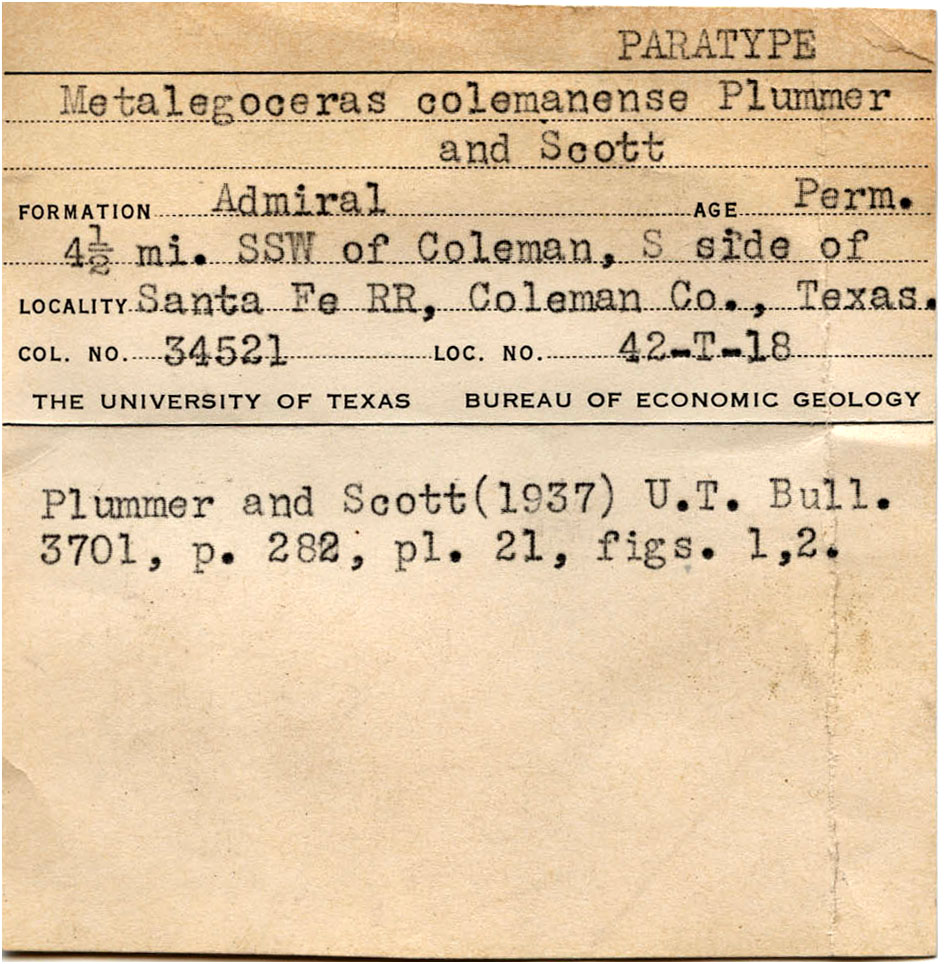 PARATYPE
Metalegoceras colemanense Plummer
and Scott
FORMATION Admiral AGE Perm.
4½ mi. SSW of Coleman, S side of
LOCALITY Santa Fe RR, Coleman Co., Texas.
COL. NO. 34521 LOC. NO. 42-T-18
THE UNIVERSITY OF TEXAS BUREAU OF ECONOMIC GEOLOGY
Plummer and Scott(1937) U.T. Bull.
3701, p. 282, pl. 21, figs. 1,2.